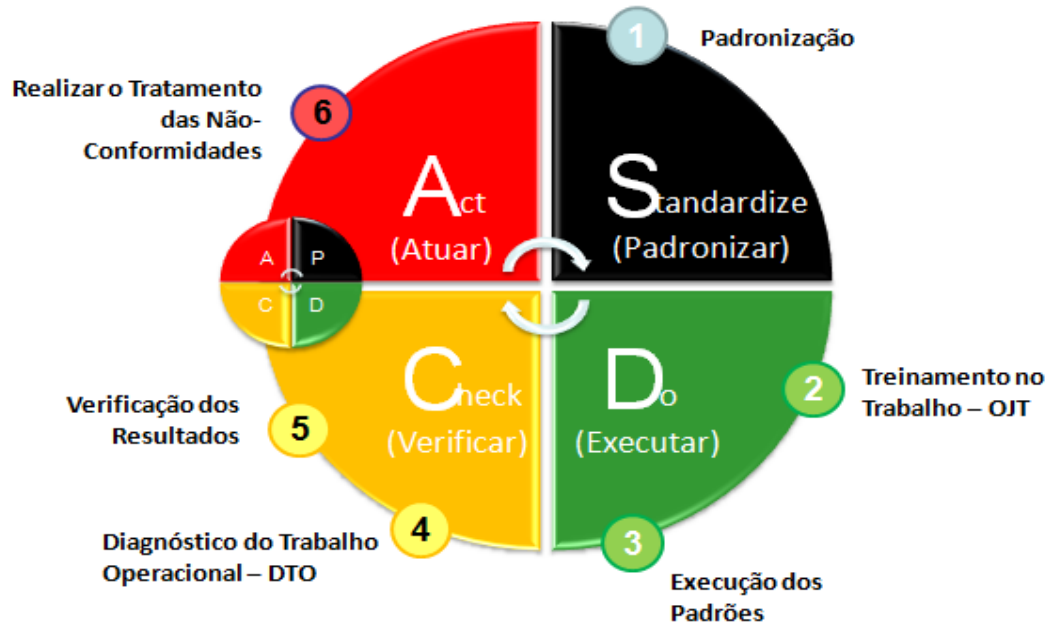 1
Padronização
Realizar o Tratamento
das Não-
Conformidades
6
Act
(Atuar)
Standardize
(Padronizar)
A P
C D
Check
(Verificar)
Do
(Executar)
2
Treinamento no
Trabalho – OJT
Verificação dos
Resultados
5
4
Diagnóstico do Trabalho
Operacional – DTO
3
Execução dos
Padrões